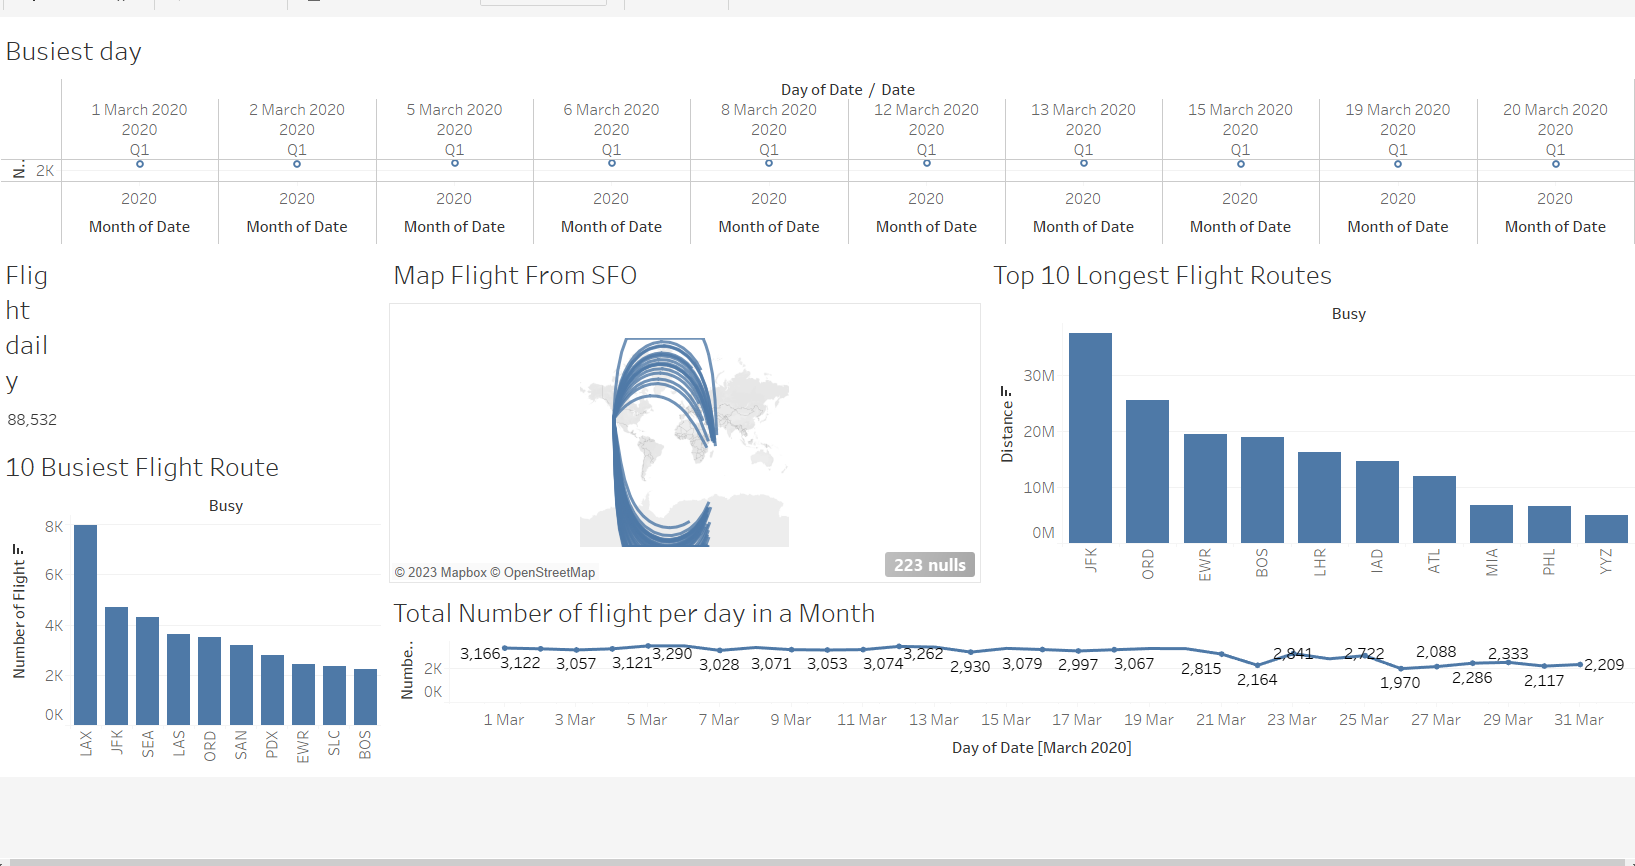 Busiest day
Day of Date / Date
1 March 2020 2 March 2020 5 March 2020 6 March 2020 8 March 2020 12 March 2020 13 March 2020 15 March 2020 19 March 2020 20 March 2020
2020 2020 2020 2020 2020 2020 2020 2020 2020 2020
Q1 Q1 Q1 Q1 Q1 Q1 Q1 Q1 Q1 Q1
N..
2K
2020 2020 2020 2020 2020 2020 2020 2020 2020 2020
Month of Date Month of Date Month of Date Month of Date Month of Date Month of Date Month of Date Month of Date Month of Date Month of Date
Flig
ht
dail
y
88,532
10 Busiest Flight Route
Busy
Number of Flight
8K
6K
4K
2K
0K
LAX JFK SEA LAS ORD SAN PDX EWR SLC BOS
Map Flight From SFO
223 nulls
© 2023 Mapbox © OpenStreetMap
Top 10 Longest Flight Routes
Busy
Distance
30M
20M
10M
0M
JFK ORD EWR BOS LHR IAD ATL MIA PHL YYZ
Total Number of flight per day in a Month
Numbe..
2K
0K
3,166 3,122 3,057 3,121 3,290 3,028 3,071 3,053 3,074 3,262 2,930 3,079 2,997 3,067 2,815 2,164 2,841 2,722 1,970 2,088 2,286 2,333 2,117 2,209
1 Mar 3 Mar 5 Mar 7 Mar 9 Mar 11 Mar 13 Mar 15 Mar 17 Mar 19 Mar 21 Mar 23 Mar 25 Mar 27 Mar 29 Mar 31 Mar
Day of Date [March 2020]